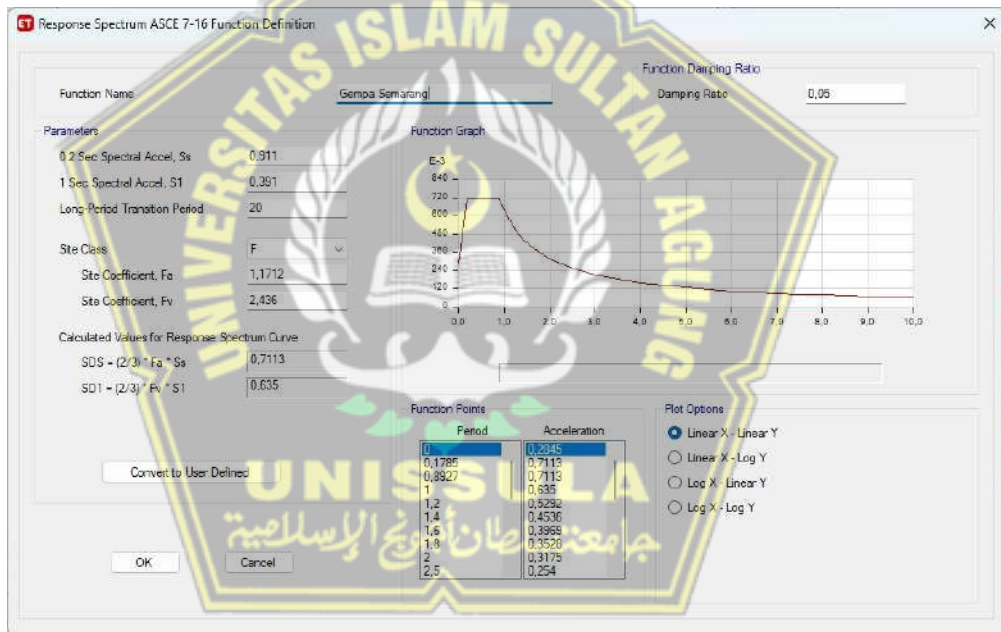 Response Spectrum ASCE 7-16 Function Definition
Function Damping Ratio
Function Name
Gempa Semarang
Damping Ratio
0,05
Parameters
0.2 Sec Spectral Accel, Ss
0,911
1 Sec Spectral Accel, S1
0,391
Long-Period Transition Period
20
Site Class
F
Site Coefficient, Fa
1,1712
Site Coefficient, Fv
2,436
Calculated Values for Response Spectrum Curve
SDS = (2/3) * Fa * Ss
0,7113
SD1 = (2/3) * Fv * S1
0,635
Convert to User Defined
OK
Cancel
Function Graph
E-3
840
720
600
480
360
240
120
0
0,0 1,0 2,0 3,0 4,0 5,0 6,0 7,0 8,0 9,0 10,0
Function Points
Period Acceleration
0 0,2845
0,1785 0,7113
0,8927 0,7113
1 0,635
1,2 0,5292
1,4 0,4536
1,6 0,3969
1,8 0,3528
2 0,3175
2,5 0,254
Plot Options
Linear X - Linear Y
Linear X - Log Y
Log X - Linear Y
Log X - Log Y
UNIVERSITAS ISLAM SULTAN AGUNG
UNISSULA
جامعتسلطان أجونج الإسلامية